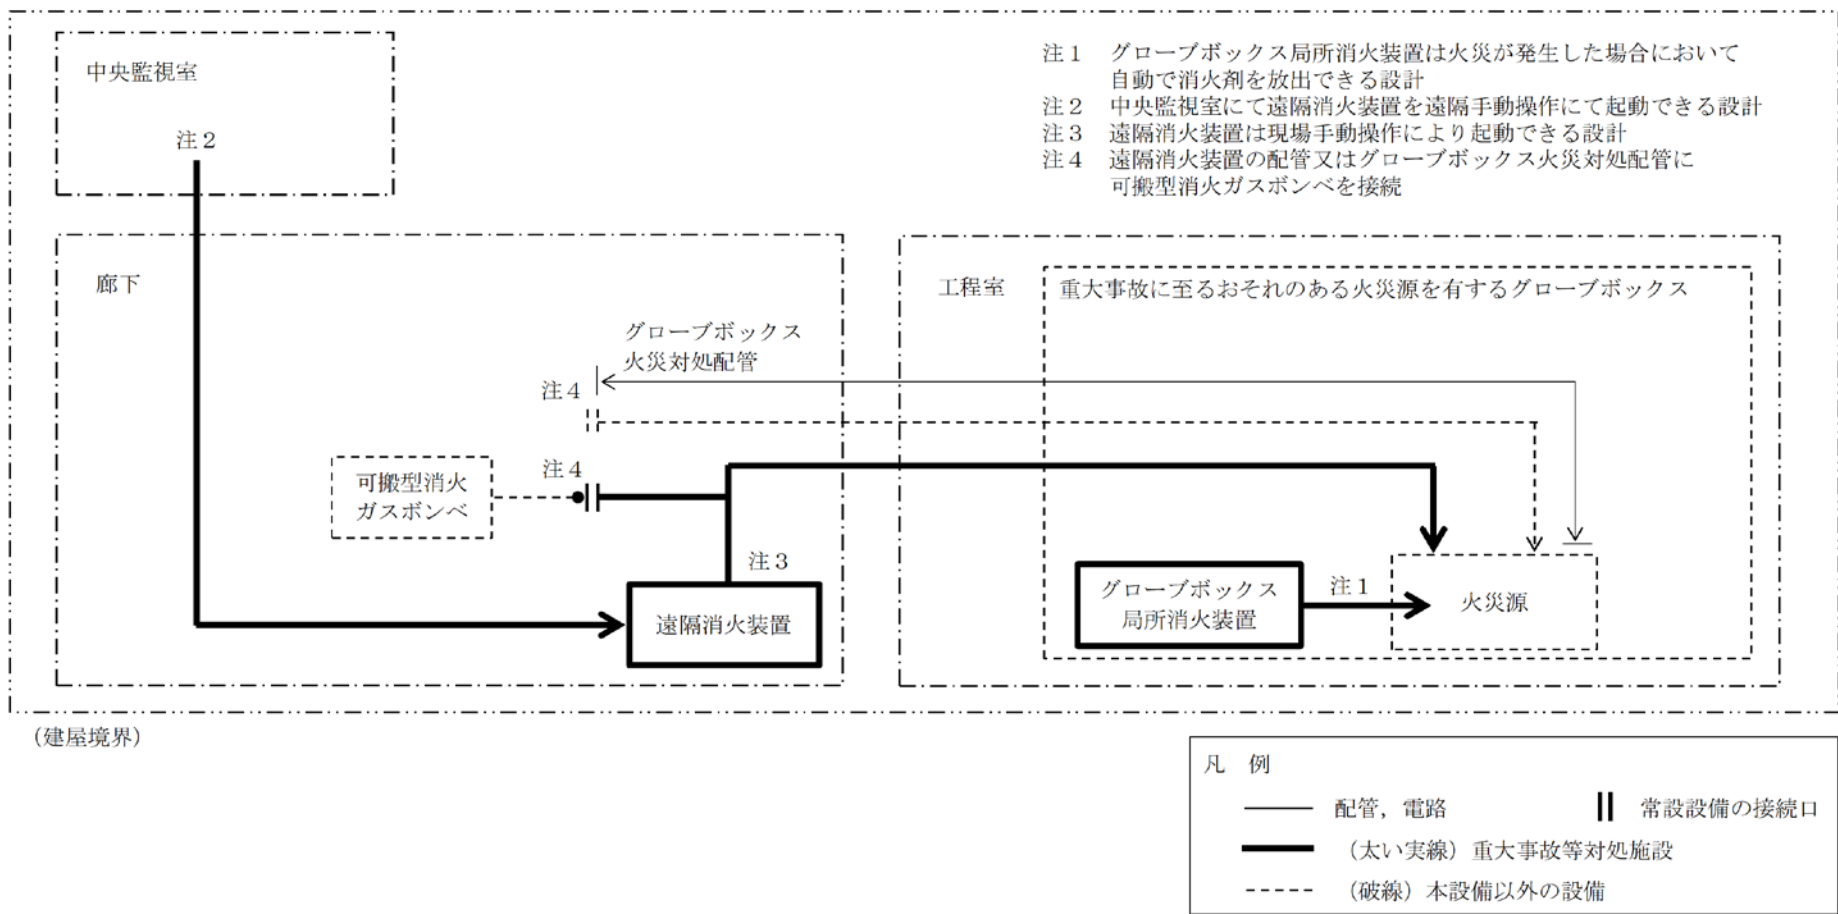 中央監視室
注２
注１　グローブボックス局所消火装置は火災が発生した場合において
自動で消火剤を放出できる設計
注２　中央監視室にて遠隔消火装置を遠隔手動操作にて起動できる設計
注３　遠隔消火装置は現場手動操作により起動できる設計
注４　遠隔消火装置の配管又はグローブボックス火災対処配管に
可搬型消火ガスボンベを接続
廊下
グローブボックス
火災対処配管
注４
注４
可搬型消火
ガスボンベ
注３
遠隔消火装置
工程室
重大事故に至るおそれのある火災源を有するグローブボックス
グローブボックス
局所消火装置
注１
火災源
（建屋境界）
凡　例
配管，電路
常設設備の接続口
（太い実線）重大事故等対処施設
（破線）本設備以外の設備